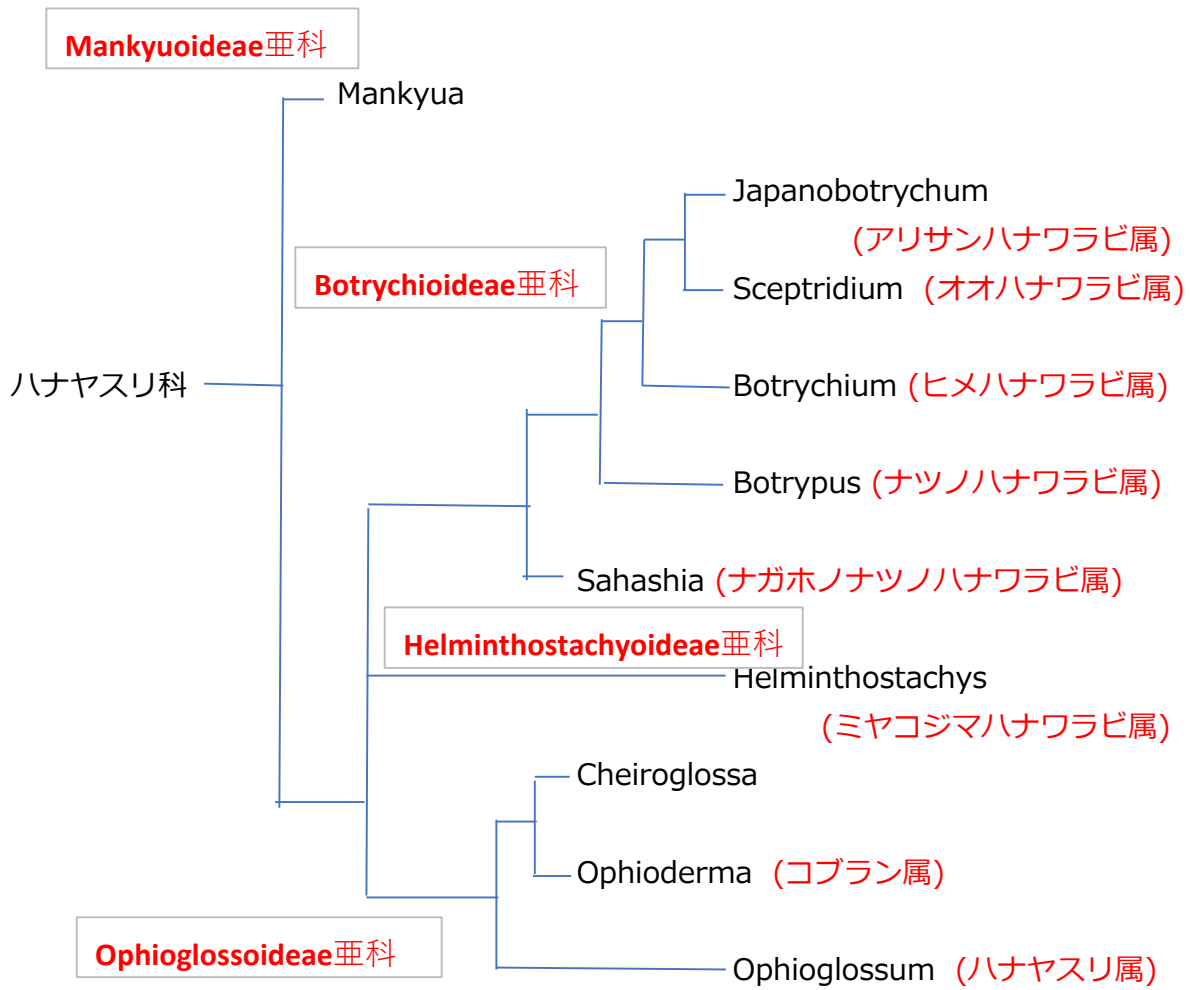 Mankyuoideae亜科
Mankyua
Japanobotrychum
(アリサンハナワラビ属)
Botrychioideae亜科
Sceptridium (オオハナワラビ属)
ハナヤスリ科
Botrychium (ヒメハナワラビ属)
Botrypus (ナツノハナワラビ属)
Sahashia (ナガホノナツノハナワラビ属)
Helminthostachyoideae亜科
Helminthostachys
(ミヤコジマハナワラビ属)
Cheiroglossa
Ophioderma (コブラン属)
Ophioglossoideae亜科
Ophioglossum (ハナヤスリ属)